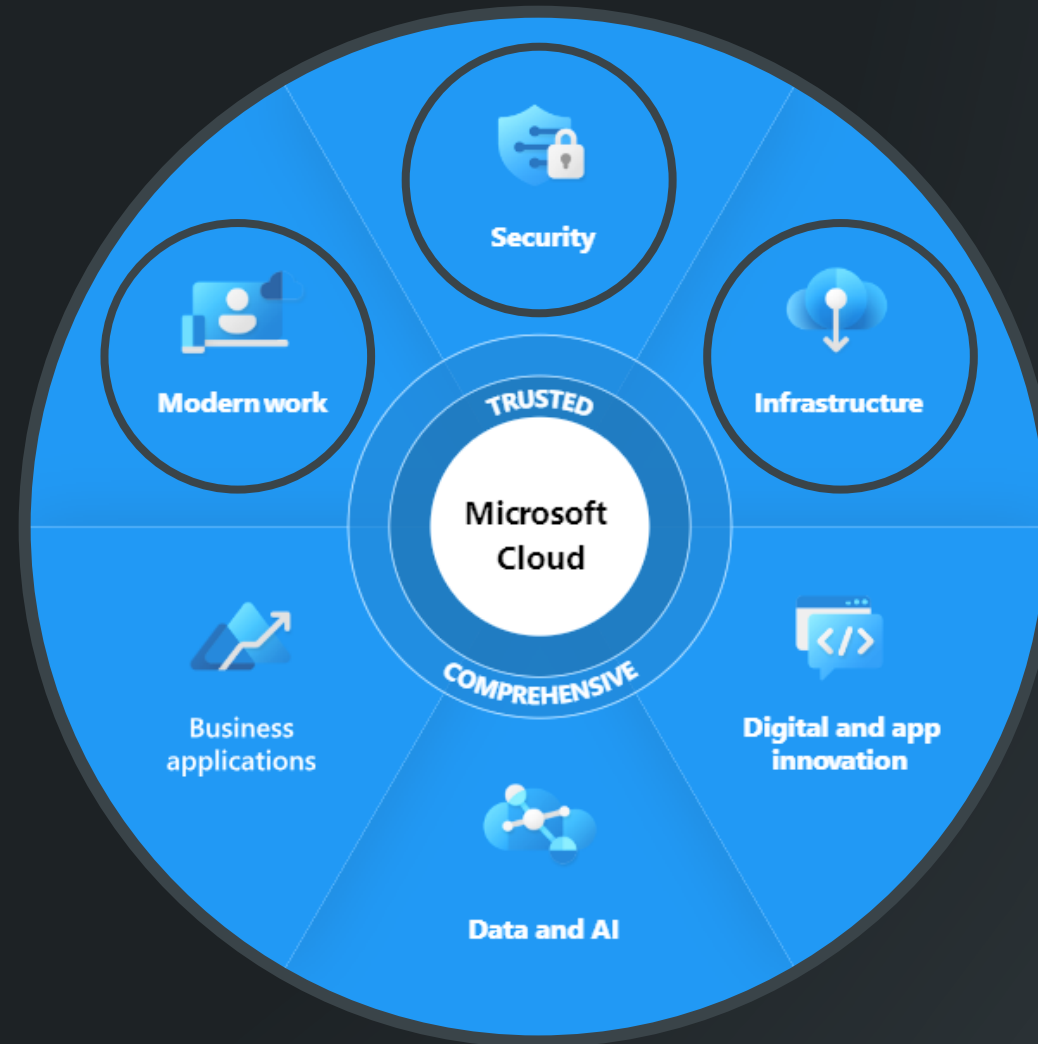 Security
Modern work
Infrastructure
TRUSTED
Microsoft
Cloud
COMPREHENSIVE
Business
applications
Digital and app
innovation
Data and AI